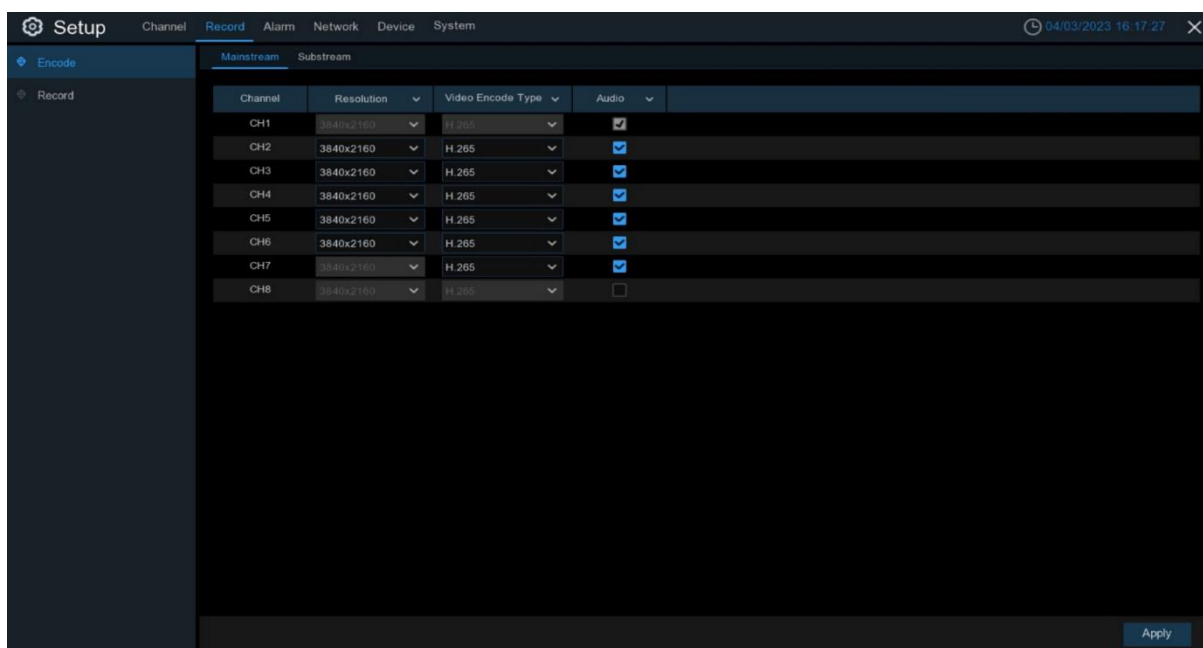 Setup Channel Record Alarm Network Device System 04/03/2023 16:17:27
Encode
Record
Mainstream Substream
Channel Resolution Video Encode Type Audio
CH1 3840x2160 H.265
CH2 3840x2160 H.265
CH3 3840x2160 H.265
CH4 3840x2160 H.265
CH5 3840x2160 H.265
CH6 3840x2160 H.265
CH7 3840x2160 H.265
CH8 3840x2160 H.265
Apply